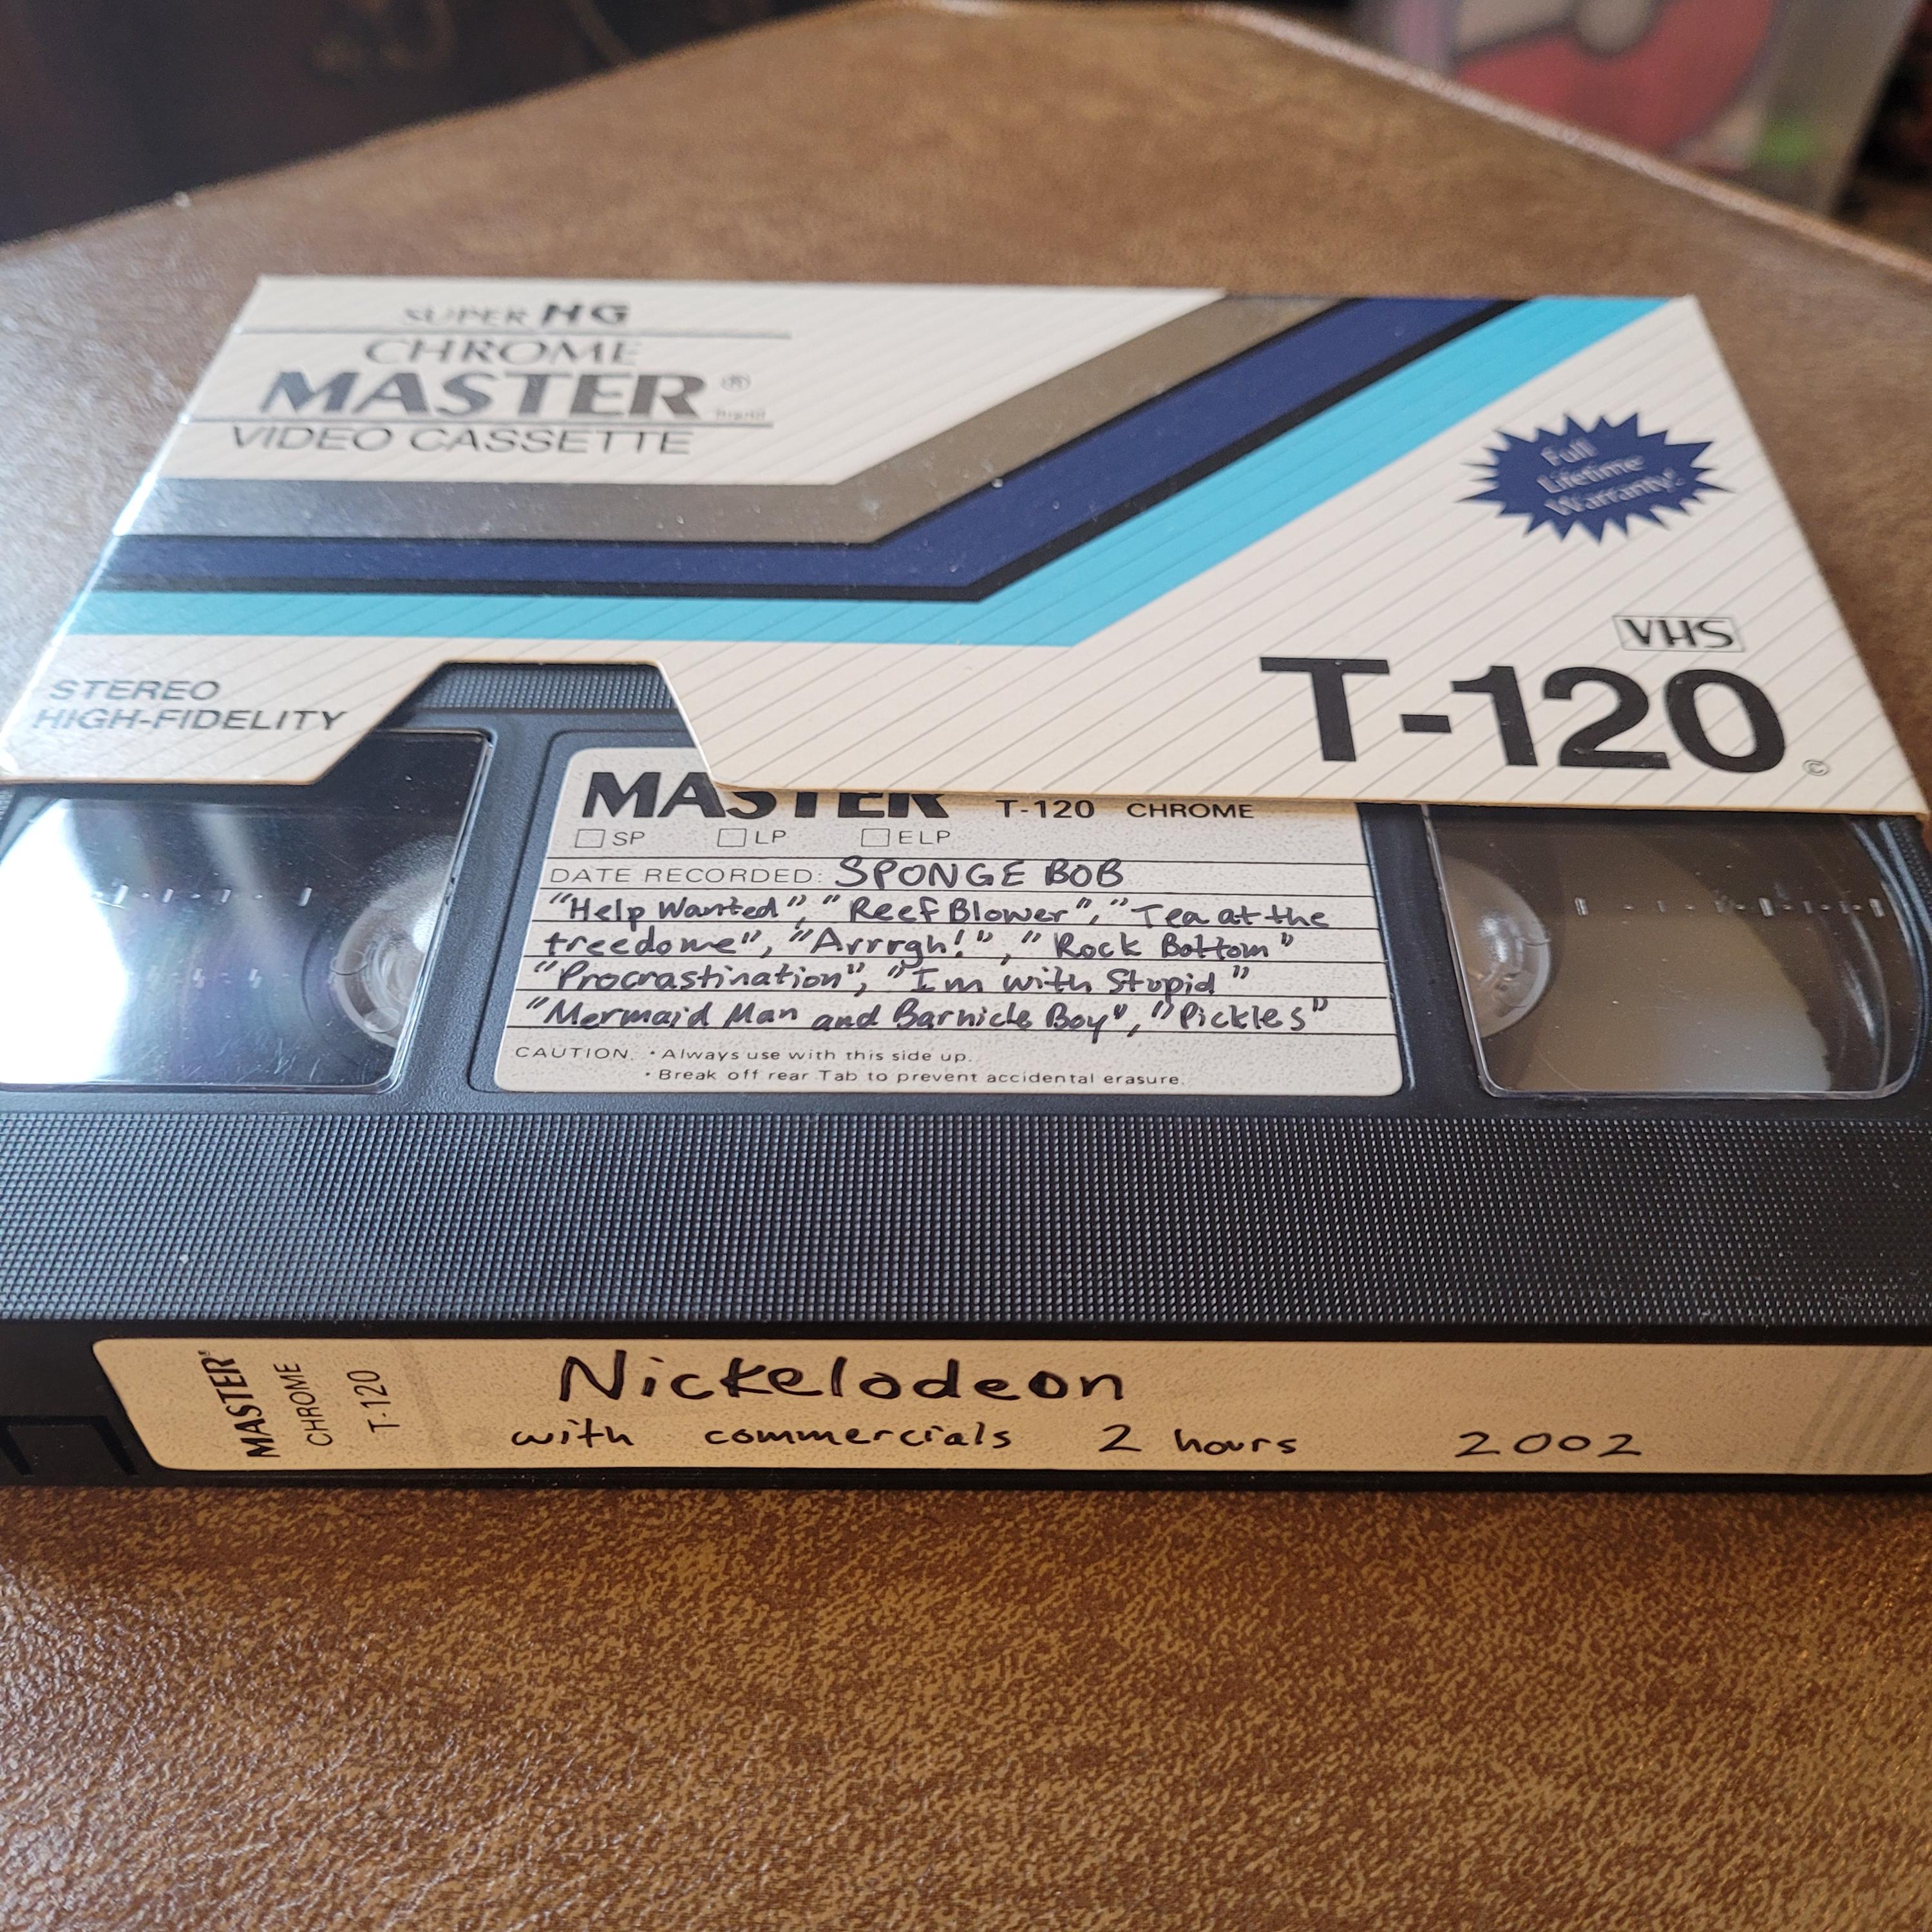 SUPER HG
CHROME
MASTER®
brand
VIDEO CASSETTE
Full
Lifetime
Warranty!
STEREO
HIGH-FIDELITY
VHS
T-120 ©
MASTER T-120 CHROME
SP LP ELP
DATE RECORDED: SPONGE BOB
"Help Wanted", "Reef Blower", "Tea at the
treedome", "Arrrgh!", "Rock Bottom"
"Procrastination", "I'm with Stupid"
"Mermaid Man and Barnicle Boy", "Pickles"
CAUTION. • Always use with this side up.
• Break off rear Tab to prevent accidental erasure.
MASTER®
CHROME
T-120
Nickelodeon
with commercials 2 hours 2002